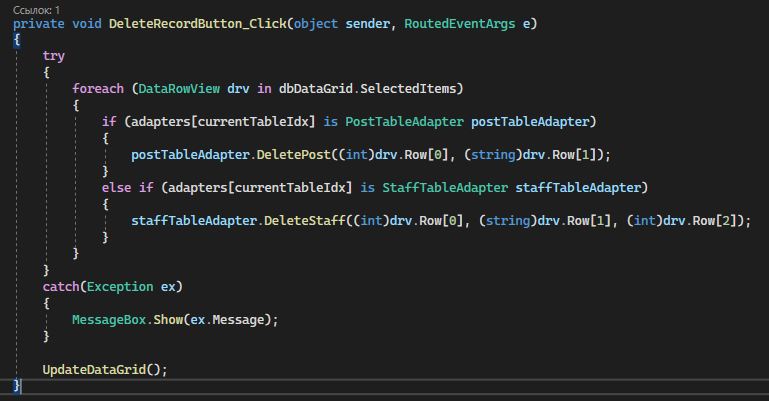 Ссылок: 1
private void DeleteRecordButton_Click(object sender, RoutedEventArgs e)
{
    try
    {
        foreach (DataRowView drv in dbDataGrid.SelectedItems)
        {
            if (adapters[currentTableIdx] is PostTableAdapter postTableAdapter)
            {
                postTableAdapter.DeletePost((int)drv.Row[0], (string)drv.Row[1]);
            }
            else if (adapters[currentTableIdx] is StaffTableAdapter staffTableAdapter)
            {
                staffTableAdapter.DeleteStaff((int)drv.Row[0], (string)drv.Row[1], (int)drv.Row[2]);
            }
        }
    }
    catch(Exception ex)
    {
        MessageBox.Show(ex.Message);
    }

    UpdateDataGrid();
}